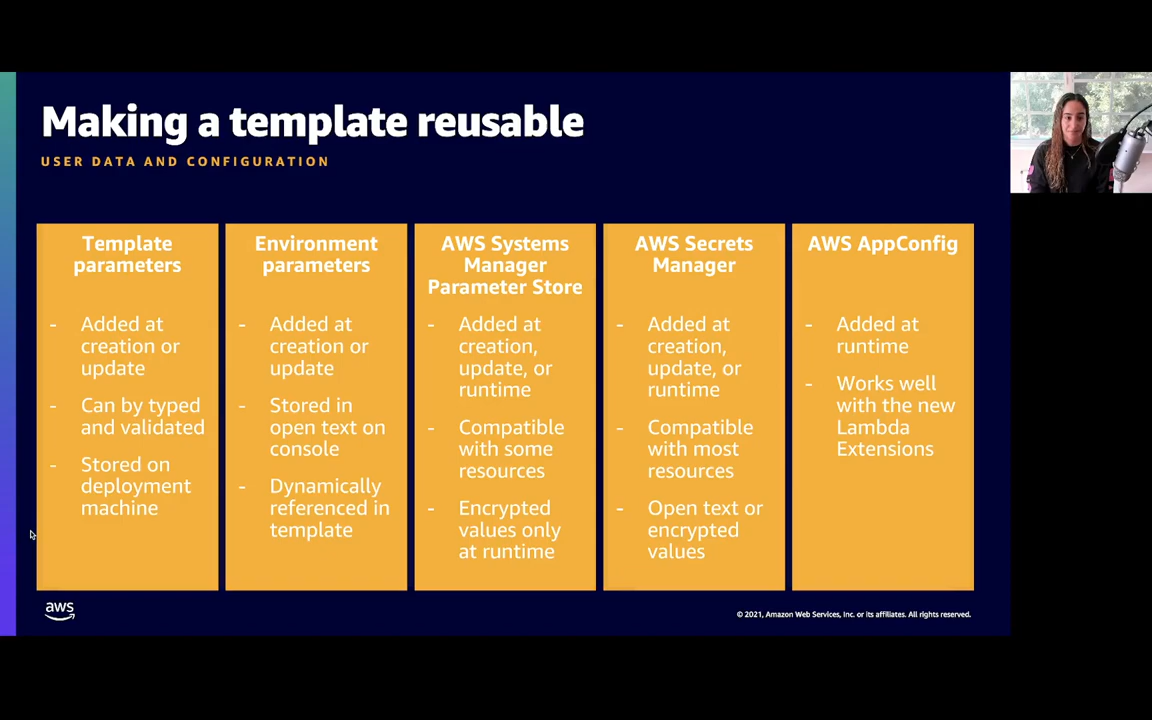 Making a template reusable
USER DATA AND CONFIGURATION
Template
parameters
- Added at
creation or
update
- Can by typed
and validated
- Stored on
deployment
machine
Environment
parameters
- Added at
creation or
update
- Stored in
open text on
console
- Dynamically
referenced in
template
AWS Systems
Manager
Parameter Store
- Added at
creation,
update, or
runtime
- Compatible
with some
resources
- Encrypted
values only
at runtime
AWS Secrets
Manager
- Added at
creation,
update, or
runtime
- Compatible
with most
resources
- Open text or
encrypted
values
AWS AppConfig
- Added at
runtime
- Works well
with the new
Lambda
Extensions
aws
© 2021, Amazon Web Services, Inc. or its affiliates. All rights reserved.